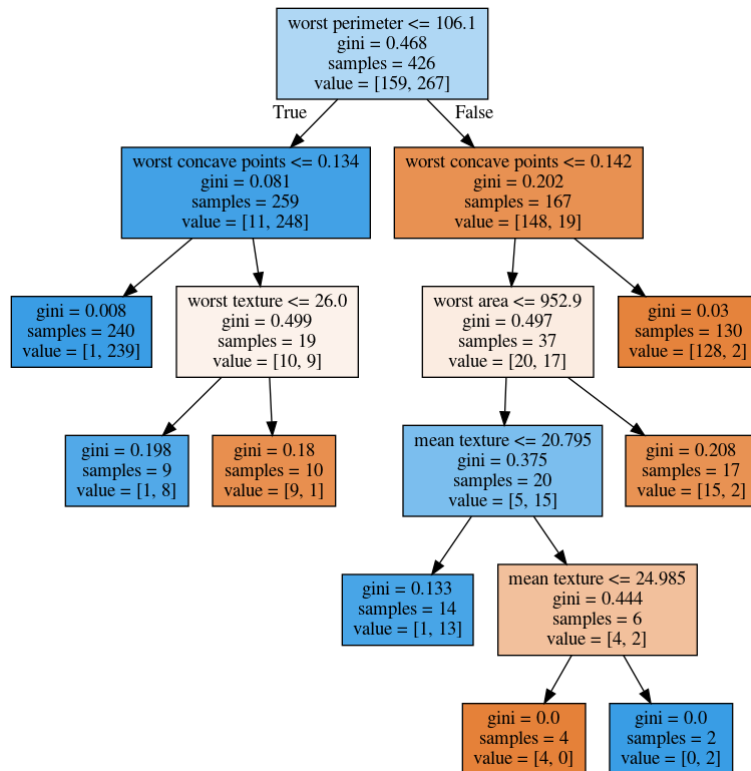 worst perimeter <= 106.1
gini = 0.468
samples = 426
value = [159, 267]
True
False
worst concave points <= 0.134
gini = 0.081
samples = 259
value = [11, 248]
worst concave points <= 0.142
gini = 0.202
samples = 167
value = [148, 19]
gini = 0.008
samples = 240
value = [1, 239]
worst texture <= 26.0
gini = 0.499
samples = 19
value = [10, 9]
worst area <= 952.9
gini = 0.497
samples = 37
value = [20, 17]
gini = 0.03
samples = 130
value = [128, 2]
gini = 0.198
samples = 9
value = [1, 8]
gini = 0.18
samples = 10
value = [9, 1]
mean texture <= 20.795
gini = 0.375
samples = 20
value = [5, 15]
gini = 0.208
samples = 17
value = [15, 2]
gini = 0.133
samples = 14
value = [1, 13]
mean texture <= 24.985
gini = 0.444
samples = 6
value = [4, 2]
gini = 0.0
samples = 4
value = [4, 0]
gini = 0.0
samples = 2
value = [0, 2]